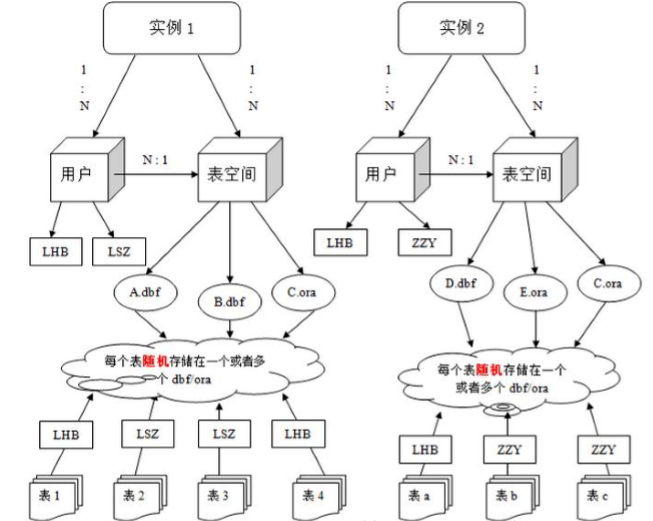 实例 1
实例 2
1
:
N
1
:
N
1
:
N
1
:
N
用户
N : 1
表空间
用户
N : 1
表空间
LHB
LSZ
LHB
ZZY
A.dbf
B.dbf
C.ora
D.dbf
E.ora
C.ora
每个表随机存储在一个或者多
个 dbf/ora
每个表随机存储在一个
或者多个 dbf/ora
LHB
LSZ
LSZ
LHB
LHB
ZZY
ZZY
表 1
表 2
表 3
表 4
表 a
表 b
表 c